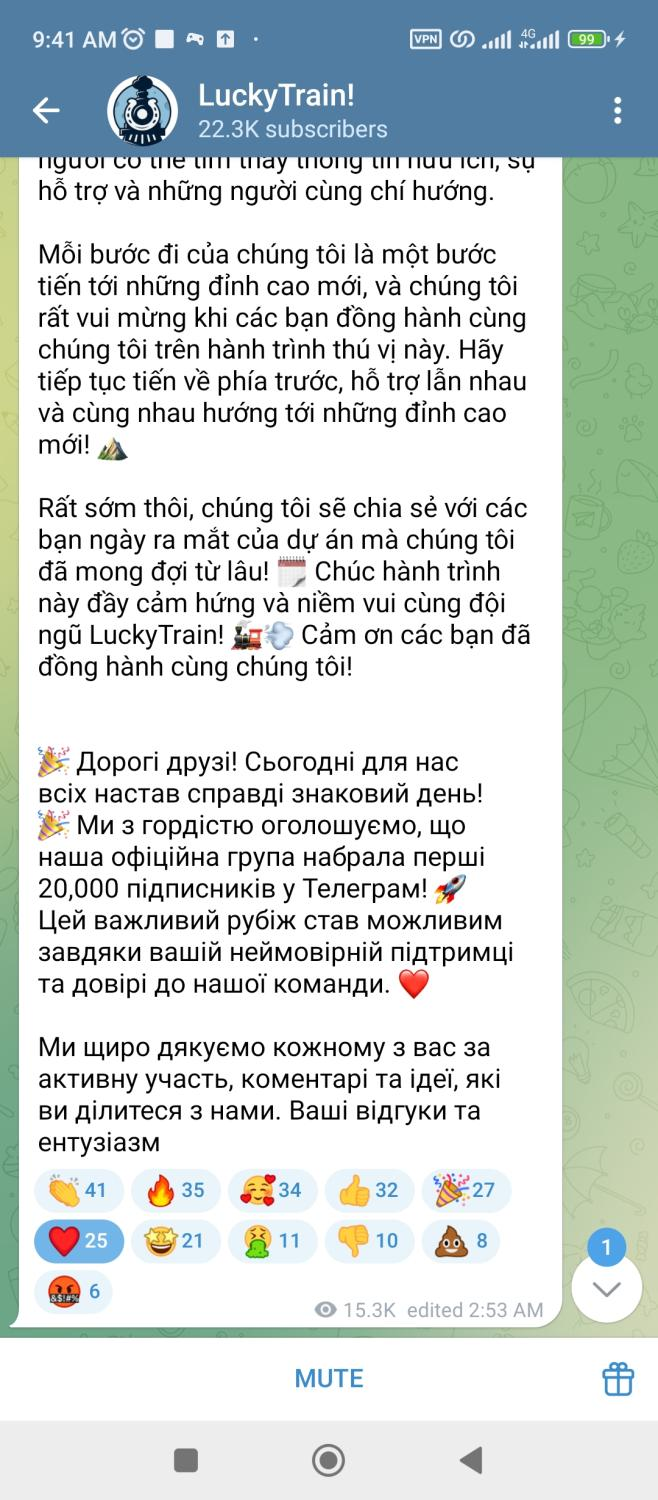 9:41 AM
VPN
4G
99
LuckyTrain!
22.3K subscribers
người có thể tìm thấy thông tin hữu ích, sự
hỗ trợ và những người cùng chí hướng.
Mỗi bước đi của chúng tôi là một bước
tiến tới những đỉnh cao mới, và chúng tôi
rất vui mừng khi các bạn đồng hành cùng
chúng tôi trên hành trình thú vị này. Hãy
tiếp tục tiến về phía trước, hỗ trợ lẫn nhau
và cùng nhau hướng tới những đỉnh cao
mới! ⛰️
Rất sớm thôi, chúng tôi sẽ chia sẻ với các
bạn ngày ra mắt của dự án mà chúng tôi
đã mong đợi từ lâu! 🗓️ Chúc hành trình
này đầy cảm hứng và niềm vui cùng đội
ngũ LuckyTrain! 🚂💨 Cảm ơn các bạn đã
đồng hành cùng chúng tôi!
🎉 Дорогі друзі! Сьогодні для нас
всіх настав справді знаковий день!
🎉 Ми з гордістю оголошуємо, що
наша офіційна група набрала перші
20,000 підписників у Телеграм! 🚀
Цей важливий рубіж став можливим
завдяки вашій неймовірній підтримці
та довірі до нашої команди. ❤️
Ми щиро дякуємо кожному з вас за
активну участь, коментарі та ідеї, які
ви ділитеся з нами. Ваші відгуки та
ентузіазм
👏 41 🔥 35 🥰 34 👍 32 🎉 27
❤️ 25 🤩 21 🤮 11 👎 10 💩 8
🤬 6
1
15.3K edited 2:53 AM
MUTE